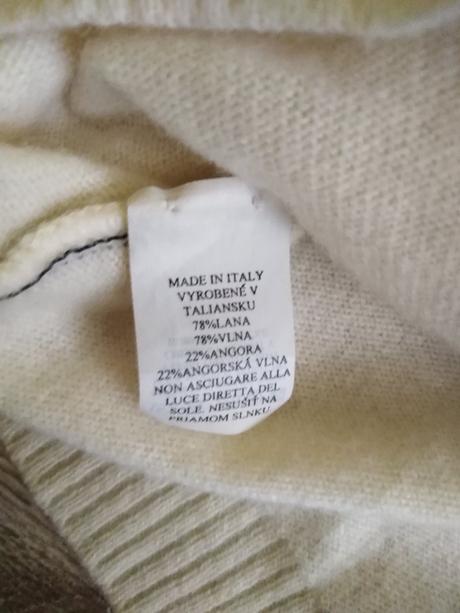 MADE IN ITALY
VYROBENÉ V
TALIANSKU
78%LANA
78%VLNA
22%ANGORA
22%ANGORSKÁ VLNA
NON ASCIUGARE ALLA
LUCE DIRETTA DEL
SOLE. NESUŠIŤ NA
PRIAMOM SLNKU